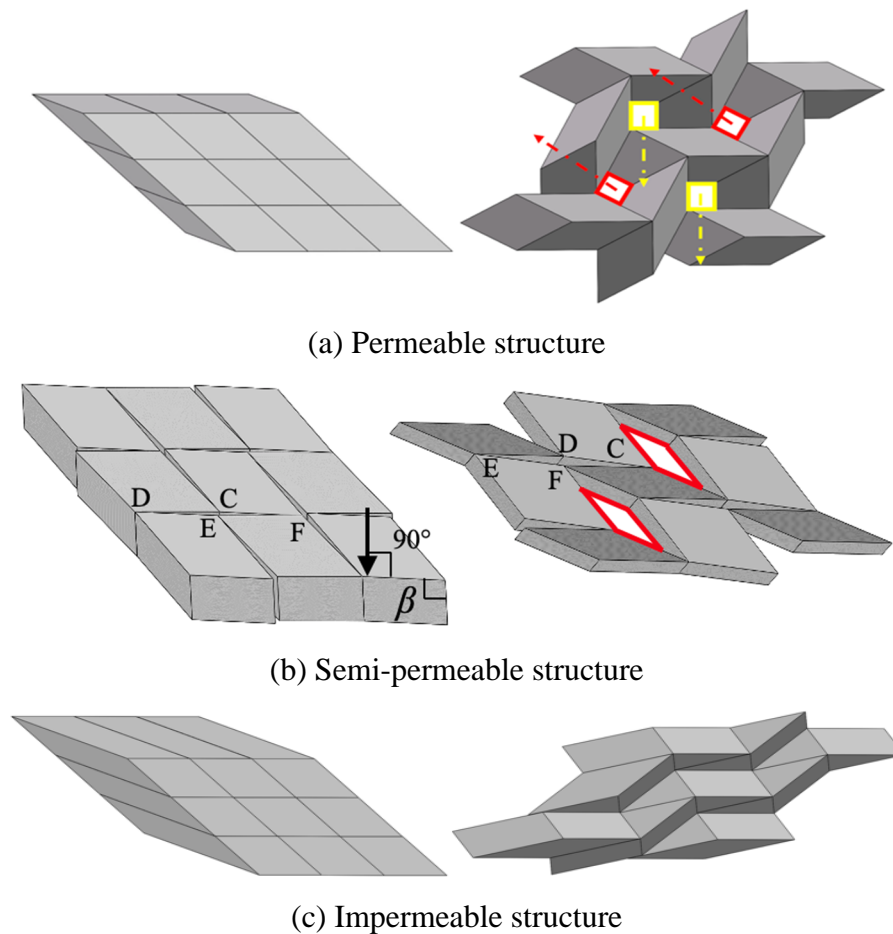 (a) Permeable structure
D C
E F 90°
β
D C
E F
(b) Semi-permeable structure
(c) Impermeable structure